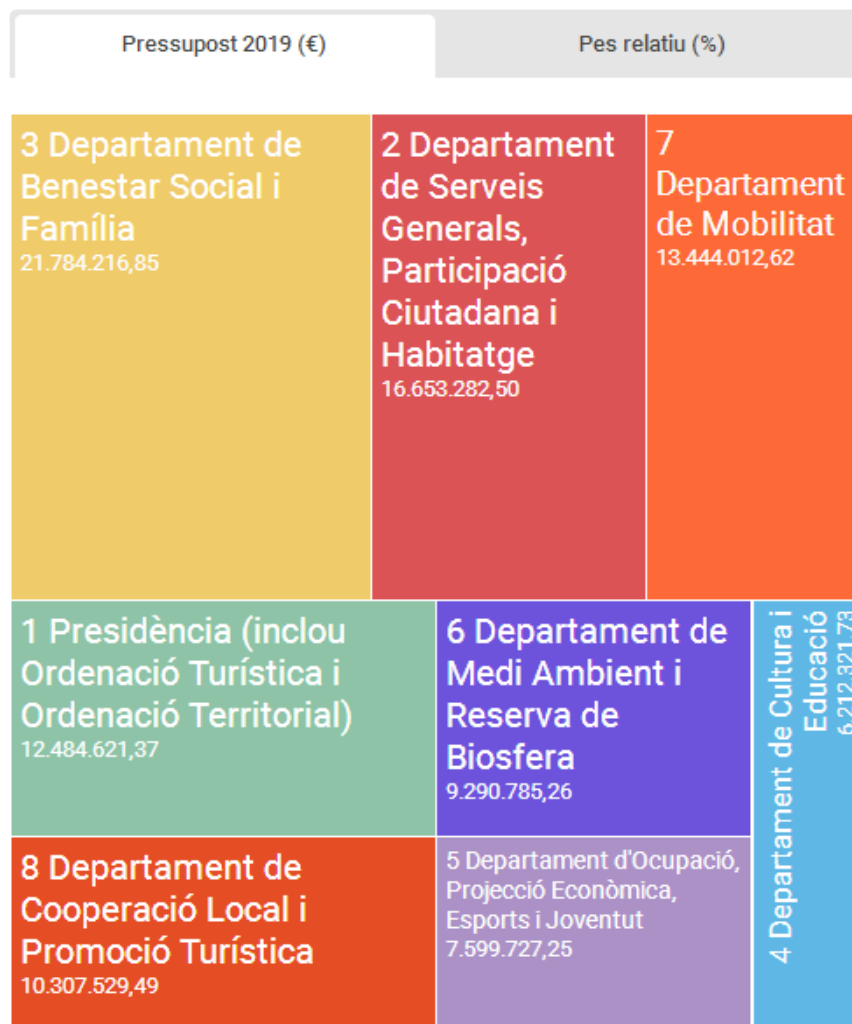 Pressupost 2019 (€)
Pes relatiu (%)
3 Departament de
Benestar Social i
Família
21.784.216,85
2 Departament
de Serveis
Generals,
Participació
Ciutadana i
Habitatge
16.653.282,50
7
Departament
de Mobilitat
13.444.012,62
1 Presidència (inclou
Ordenació Turística i
Ordenació Territorial)
12.484.621,37
6 Departament de
Medi Ambient i
Reserva de
Biosfera
9.290.785,26
4 Departament de Cultura i
Educació
6.212.321,73
8 Departament de
Cooperació Local i
Promoció Turística
10.307.529,49
5 Departament d'Ocupació,
Projecció Econòmica,
Esports i Joventut
7.599.727,25